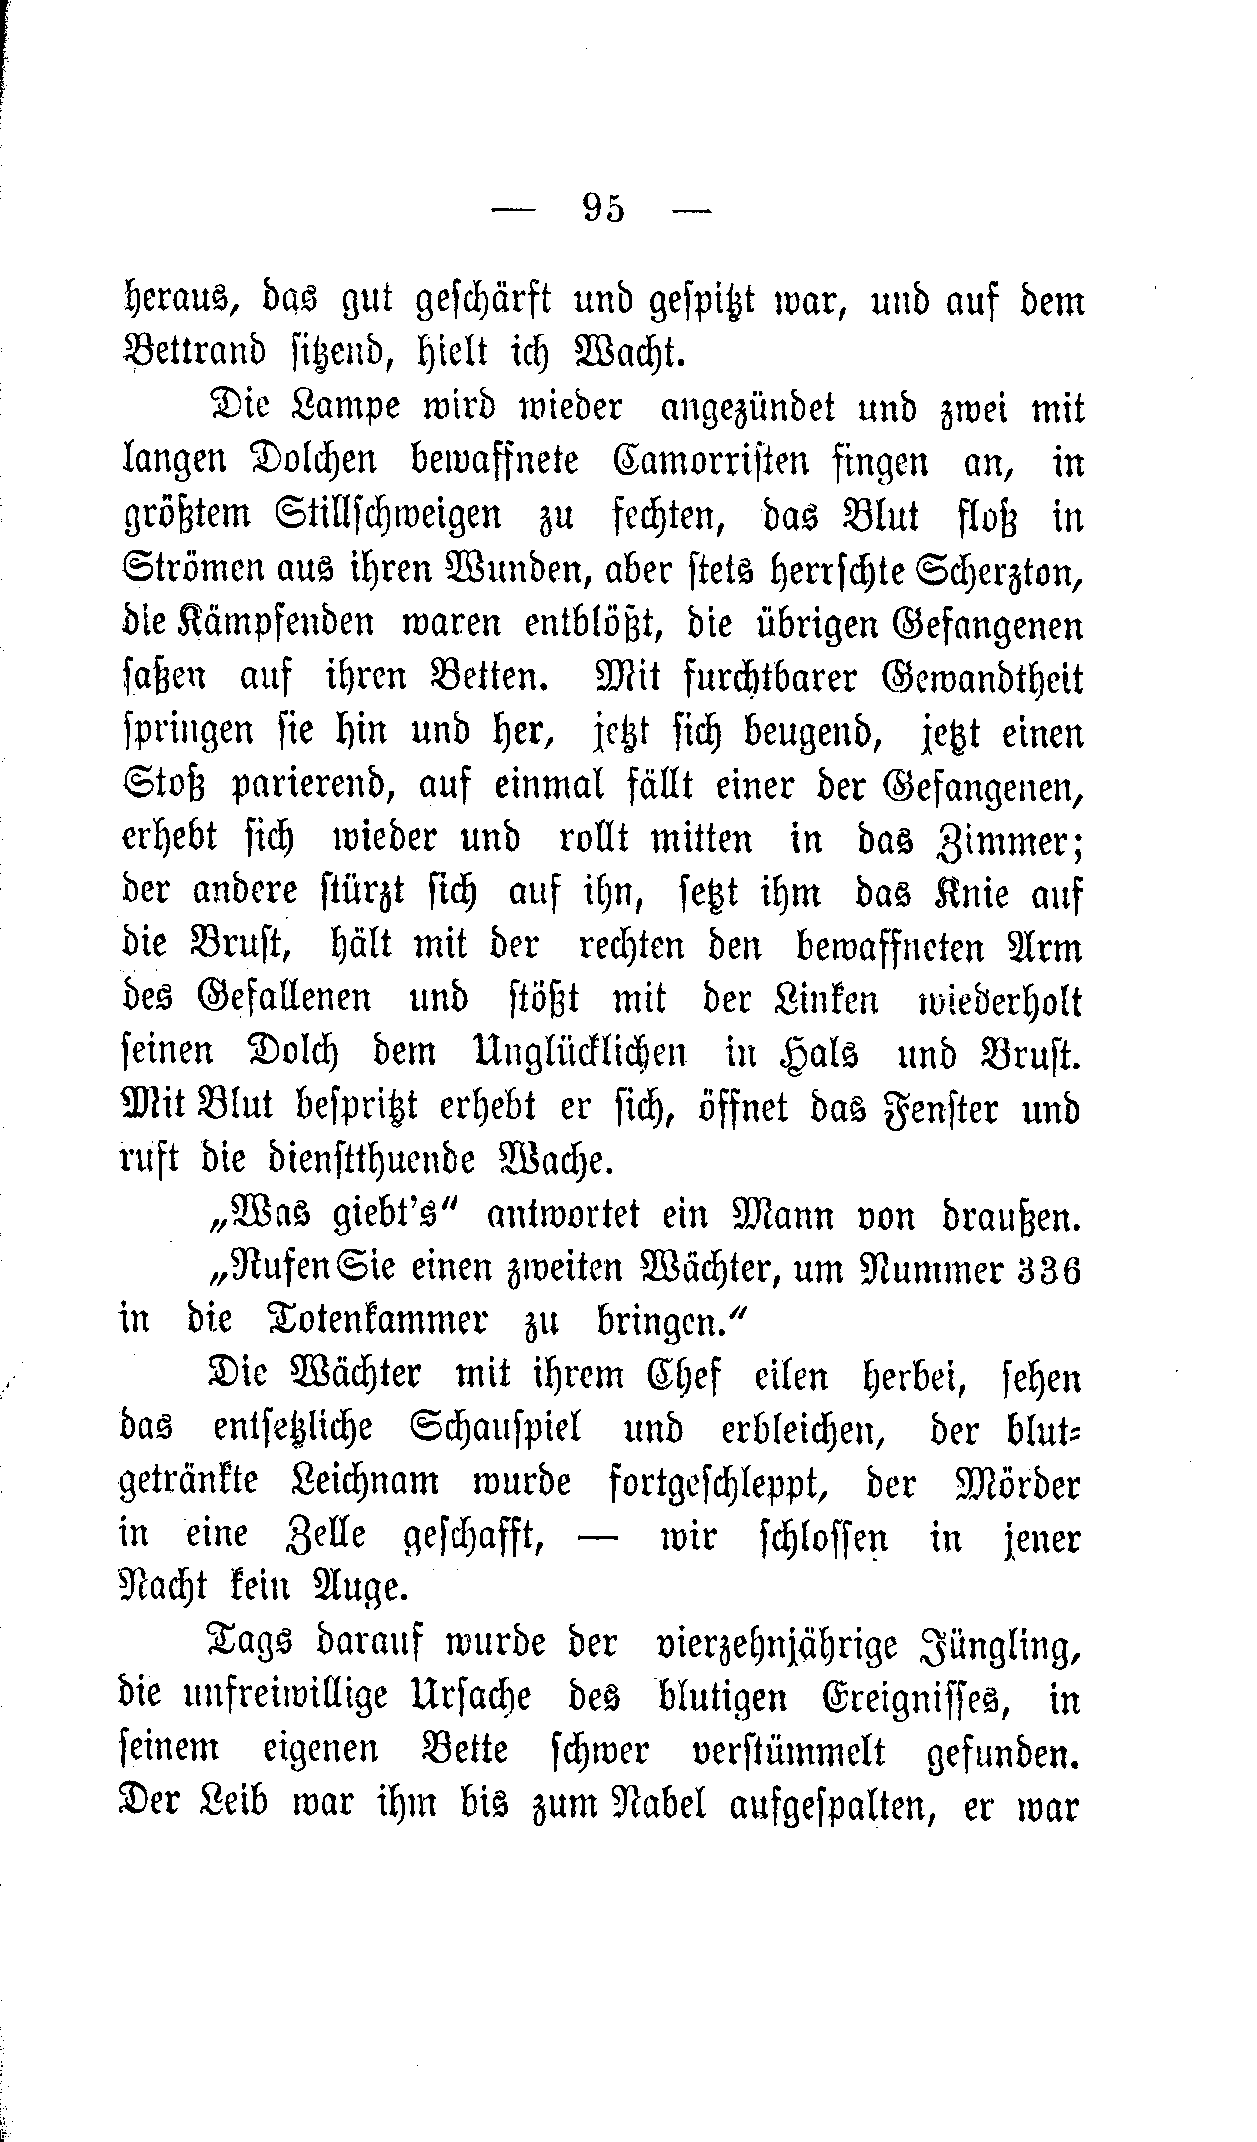 — 95 —
heraus, das gut geschärft und gespitzt war, und auf dem
Bettrand sitzend, hielt ich Wacht.
Die Lampe wird wieder angezündet und zwei mit
langen Dolchen bewaffnete Camorristen fingen an, in
größtem Stillschweigen zu fechten, das Blut floß in
Strömen aus ihren Wunden, aber stets herrschte Scherzton,
die Kämpfenden waren entblößt, die übrigen Gefangenen
saßen auf ihren Betten. Mit furchtbarer Gewandtheit
springen sie hin und her, jetzt sich beugend, jetzt einen
Stoß parierend, auf einmal fällt einer der Gefangenen,
erhebt sich wieder und rollt mitten in das Zimmer;
der andere stürzt sich auf ihn, setzt ihm das Knie auf
die Brust, hält mit der rechten den bewaffneten Arm
des Gefallenen und stößt mit der Linken wiederholt
seinen Dolch dem Unglücklichen in Hals und Brust.
Mit Blut bespritzt erhebt er sich, öffnet das Fenster und
ruft die dienstthuende Wache.
„Was giebt's“ antwortet ein Mann von draußen.
„Rufen Sie einen zweiten Wächter, um Nummer 336
in die Totenkammer zu bringen.“
Die Wächter mit ihrem Chef eilen herbei, sehen
das entsetzliche Schauspiel und erbleichen, der blut-
getränkte Leichnam wurde fortgeschleppt, der Mörder
in eine Zelle geschafft, — wir schlossen in jener
Nacht kein Auge.
Tags darauf wurde der vierzehnjährige Jüngling,
die unfreiwillige Ursache des blutigen Ereignisses, in
seinem eigenen Bette schwer verstümmelt gefunden.
Der Leib war ihm bis zum Nabel aufgespalten, er war